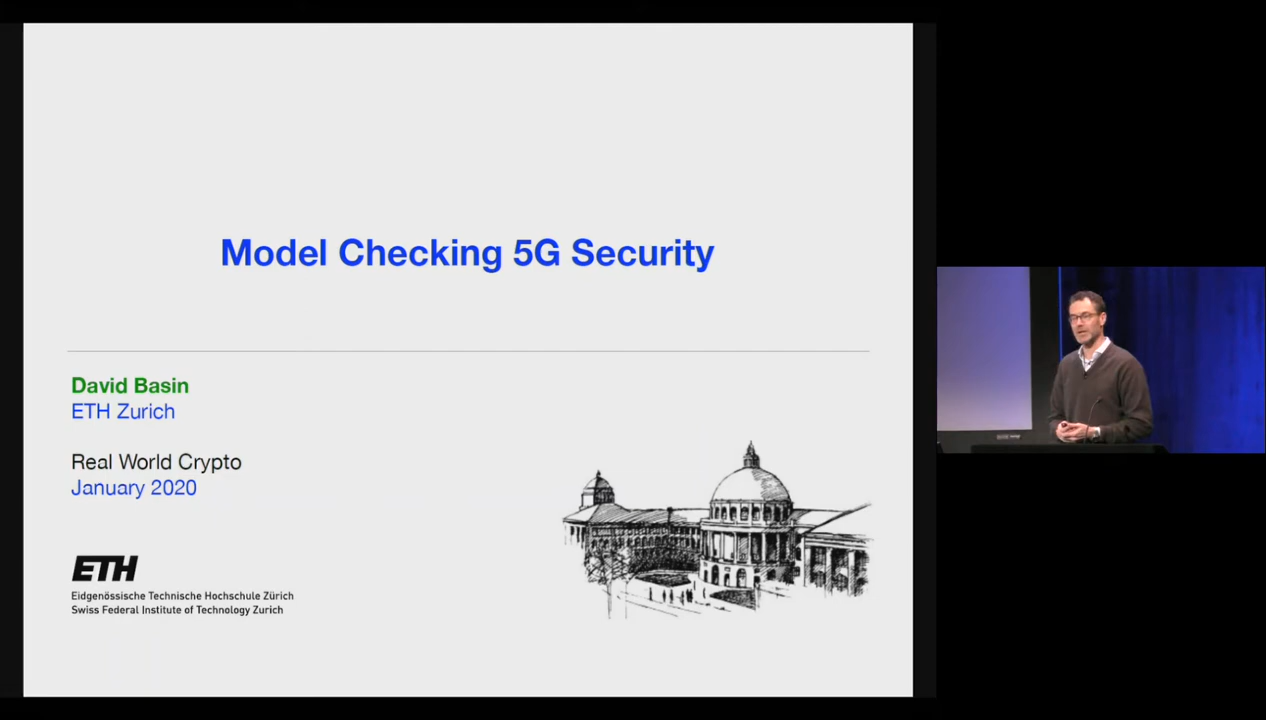 Model Checking 5G Security
David Basin
ETH Zurich
Real World Crypto
January 2020
ETH
Eidgenössische Technische Hochschule Zürich
Swiss Federal Institute of Technology Zurich